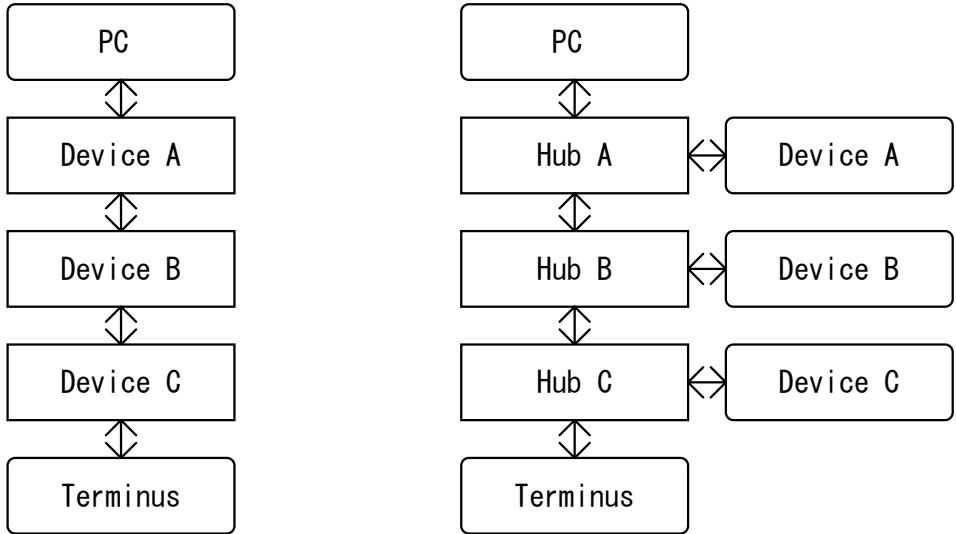 PC
Device A
Device B
Device C
Terminus
PC
Hub A
Device A
Hub B
Device B
Hub C
Device C
Terminus